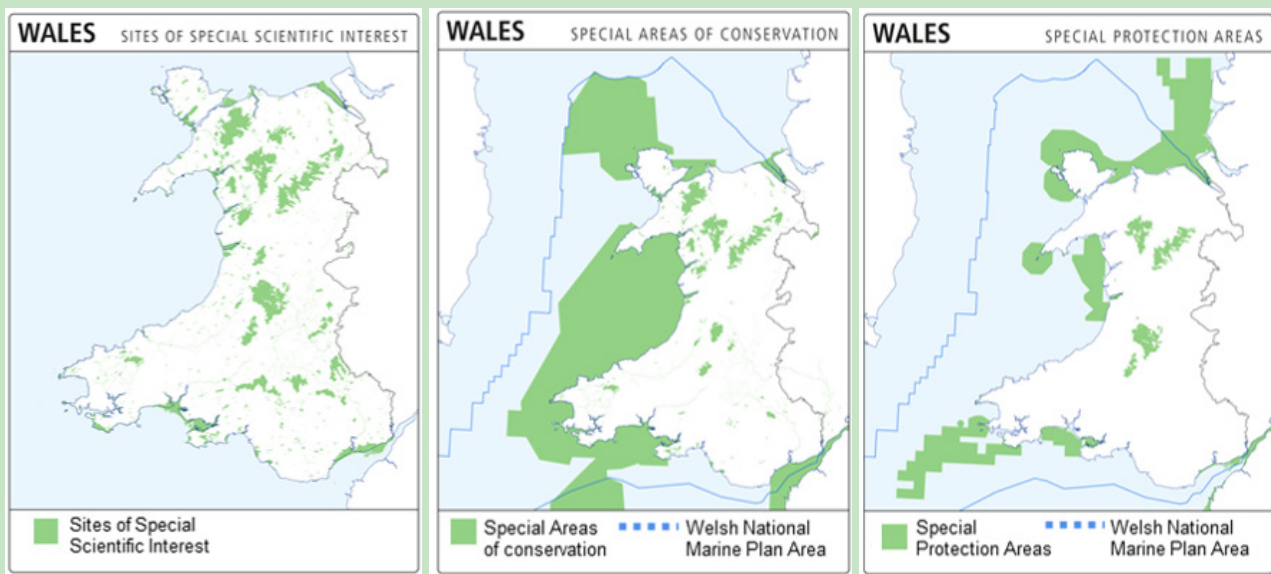 WALES SITES OF SPECIAL SCIENTIFIC INTEREST
Sites of Special
Scientific Interest
WALES SPECIAL AREAS OF CONSERVATION
Special Areas
of conservation
Welsh National
Marine Plan Area
WALES SPECIAL PROTECTION AREAS
Special
Protection Areas
Welsh National
Marine Plan Area